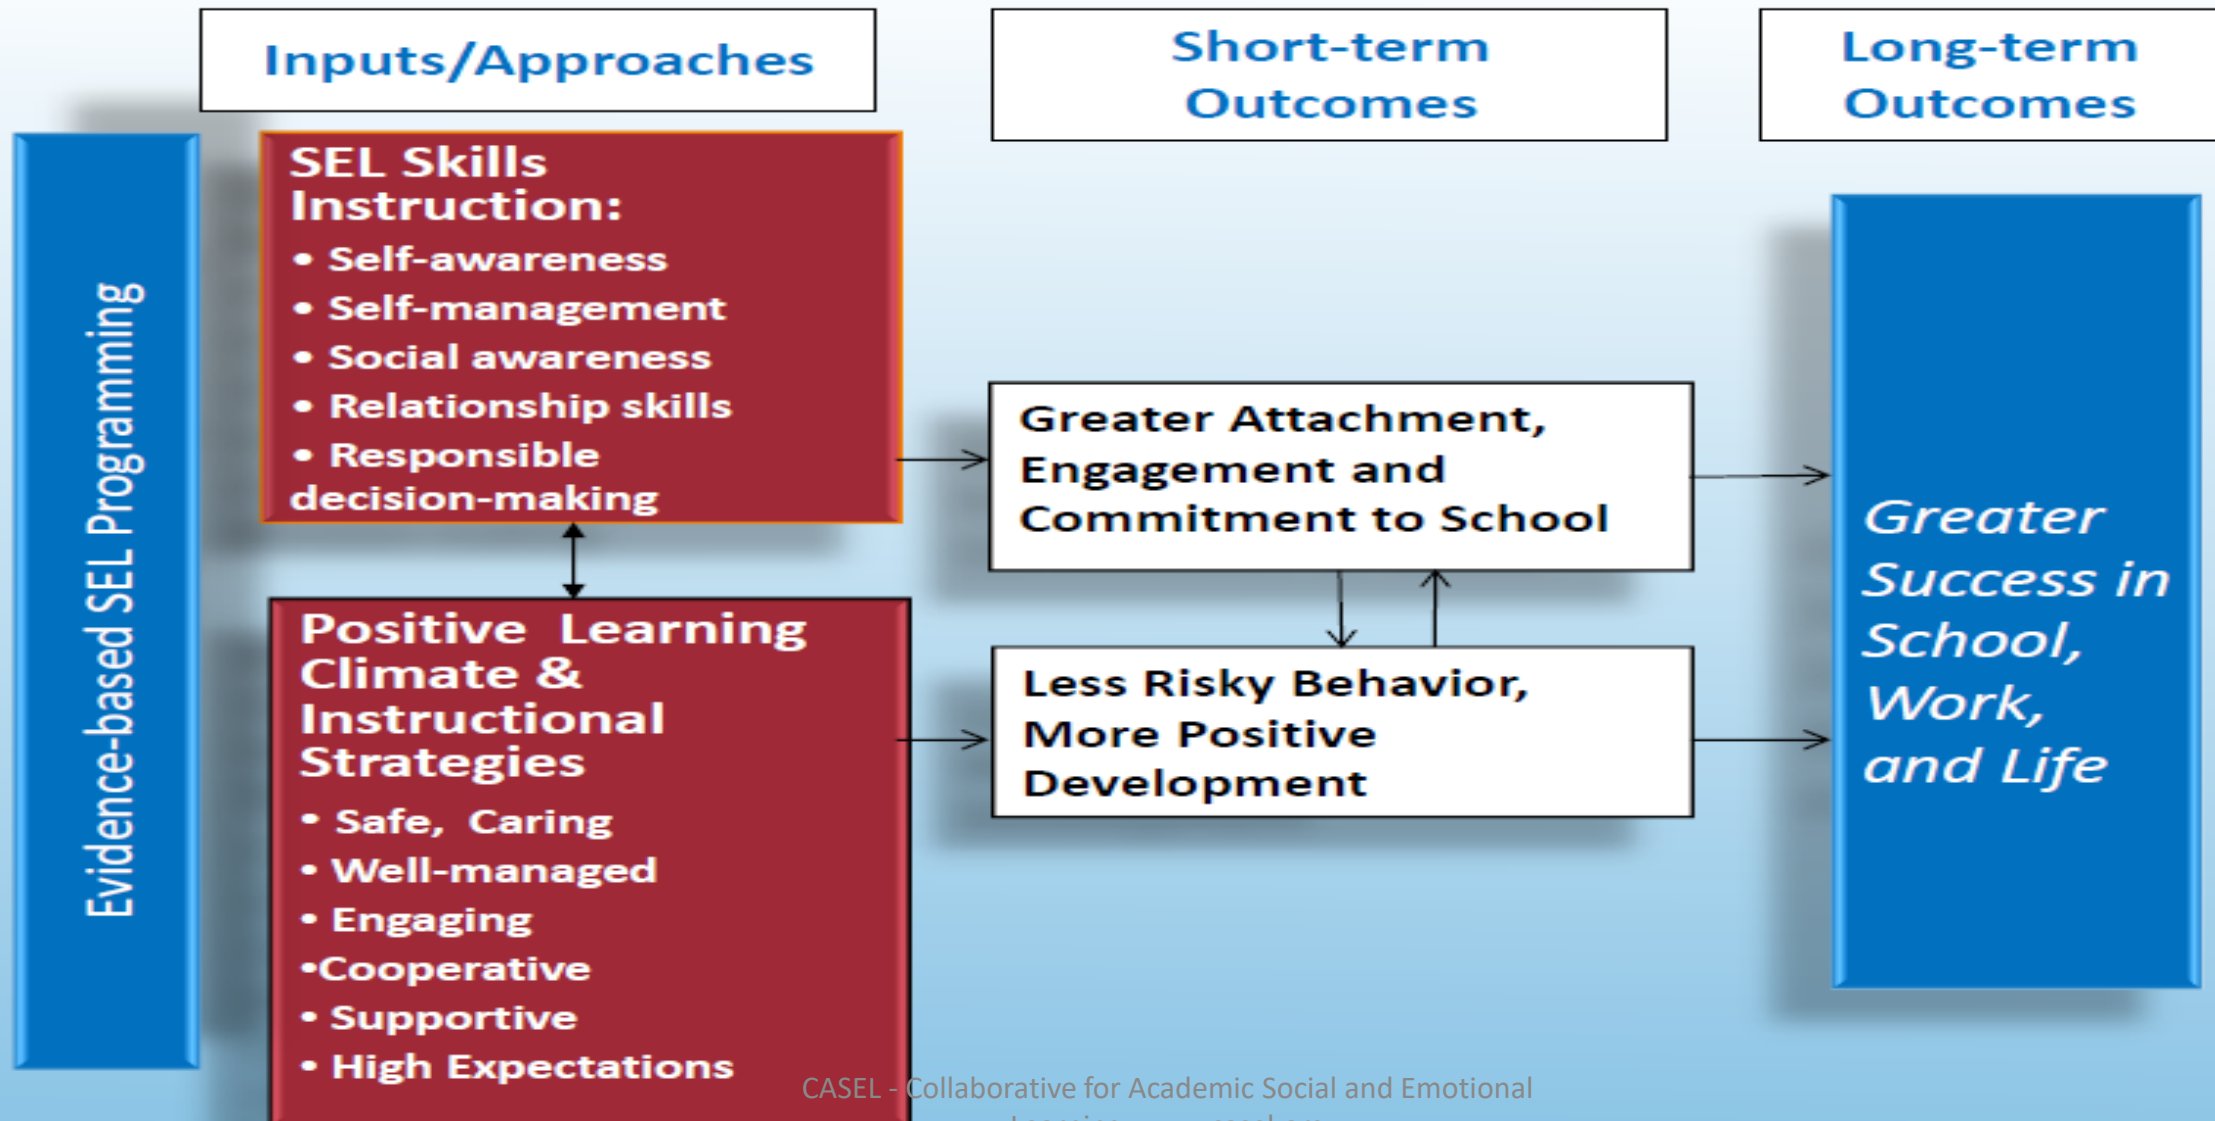 Inputs/Approaches
Short-term
Outcomes
Long-term
Outcomes
Evidence-based SEL Programming
SEL Skills
Instruction:
• Self-awareness
• Self-management
• Social awareness
• Relationship skills
• Responsible
decision-making
Positive Learning
Climate &
Instructional
Strategies
• Safe, Caring
• Well-managed
• Engaging
•Cooperative
• Supportive
• High Expectations
Greater Attachment,
Engagement and
Commitment to School
Less Risky Behavior,
More Positive
Development
Greater
Success in
School,
Work,
and Life
CASEL - Collaborative for Academic Social and Emotional